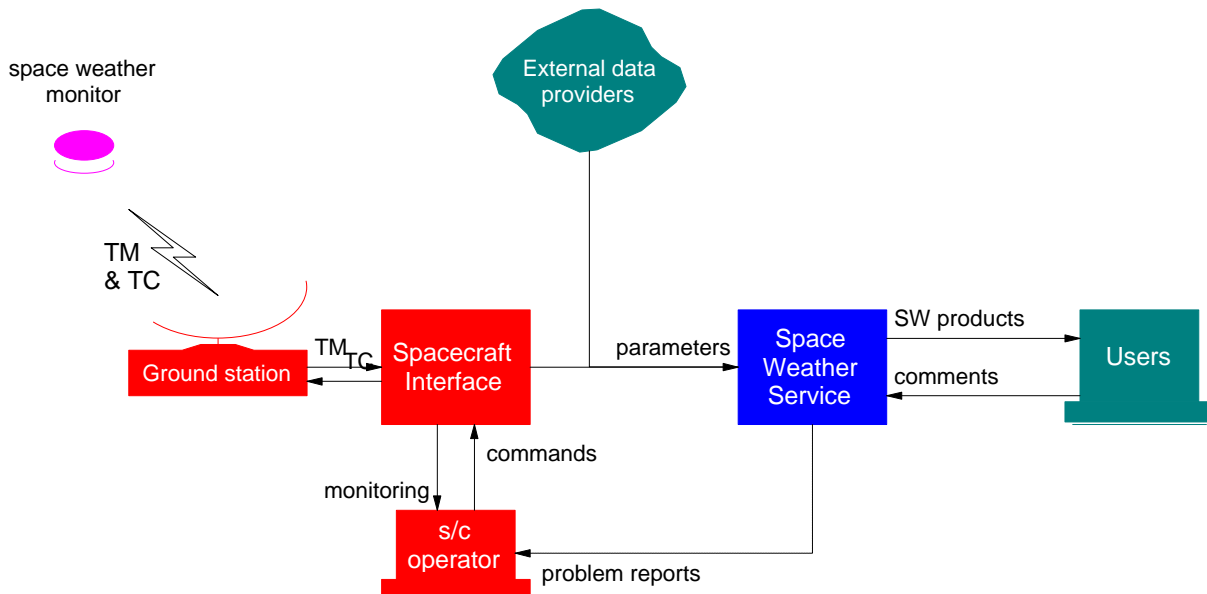 space weather
monitor
External data
providers
TM
& TC
Ground station
TM
TC
Spacecraft
Interface
parameters
Space
Weather
Service
SW products
comments
Users
commands
monitoring
s/c
operator
problem reports